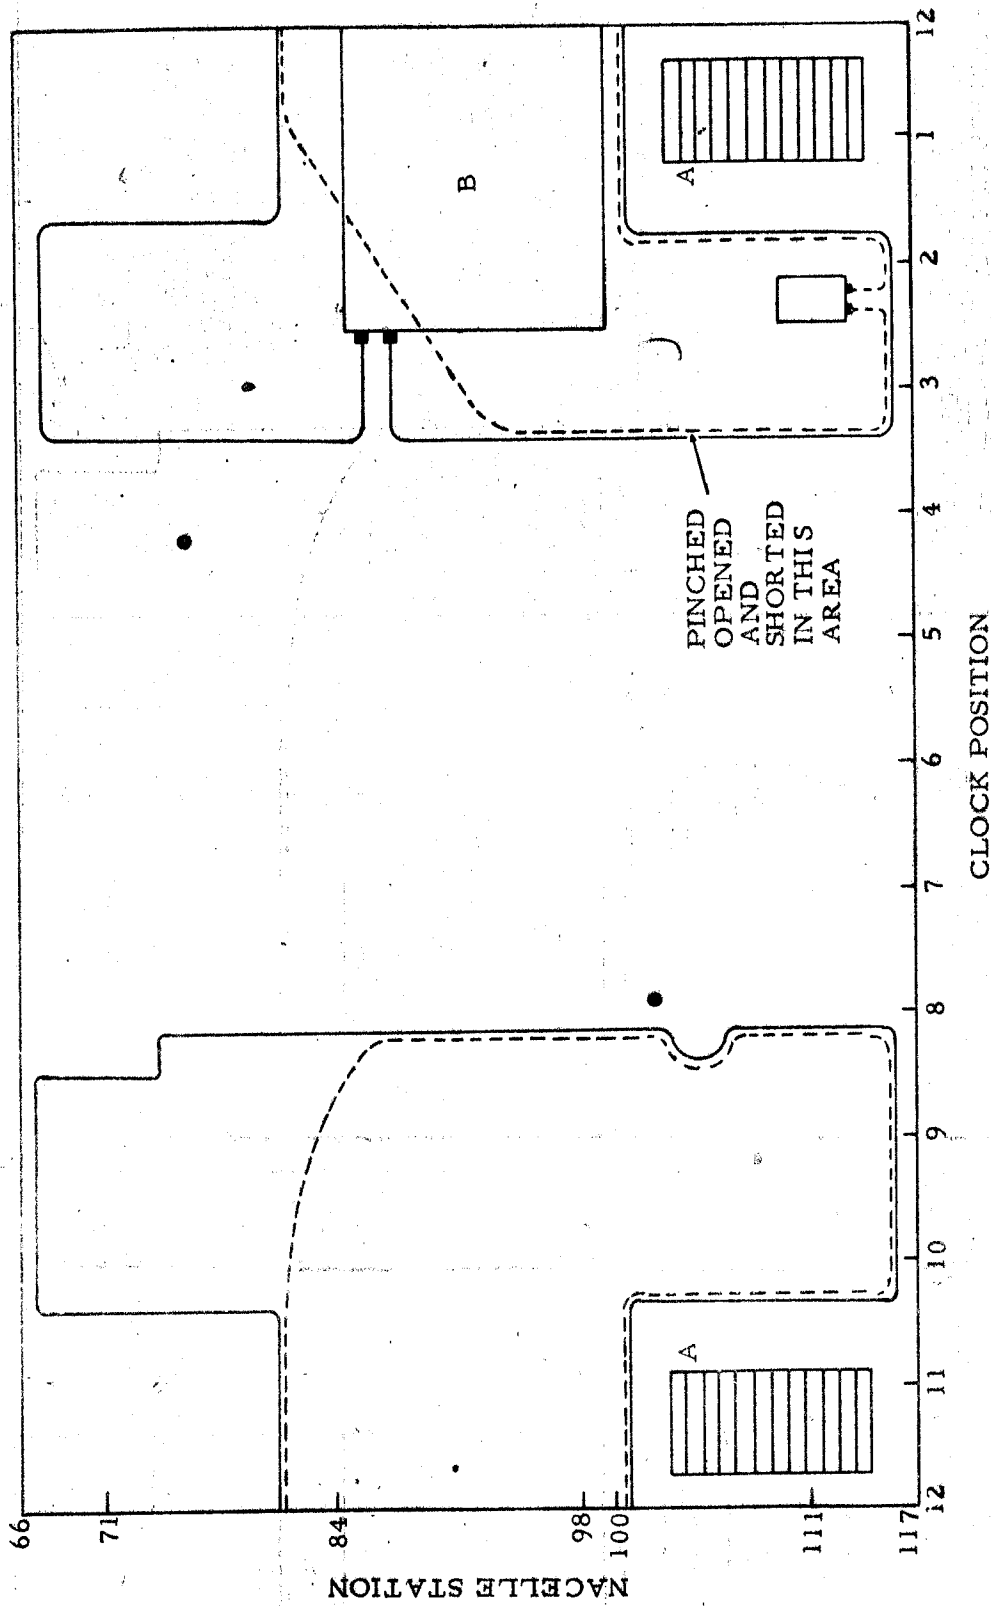 NACELLE STATION
66
71
84
98
100
111
117
A
A
B
PINCHED
OPENED
AND
SHORTED
IN THIS
AREA
12
11
10
9
8
7
6
5
4
3
2
1
12
CLOCK POSITION